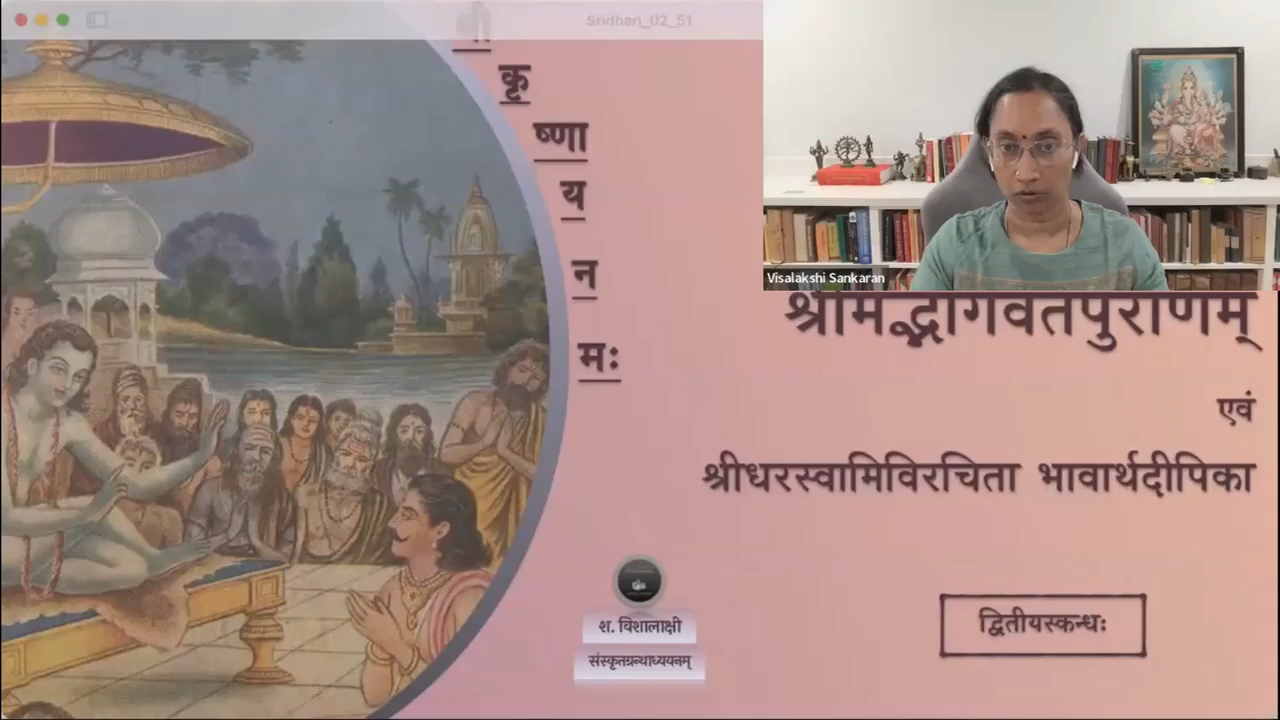 Sridhari_02_51
कृ
ष्णा
य
न
मः
Visalakshi Sankaran
श्रीमद्भागवतपुराणम्
एवं
श्रीधरस्वामिविरचिता भावार्थदीपिका
द्वितीयस्कन्धः
श. विशालाक्षी
संस्कृतग्रन्थाध्ययनम्